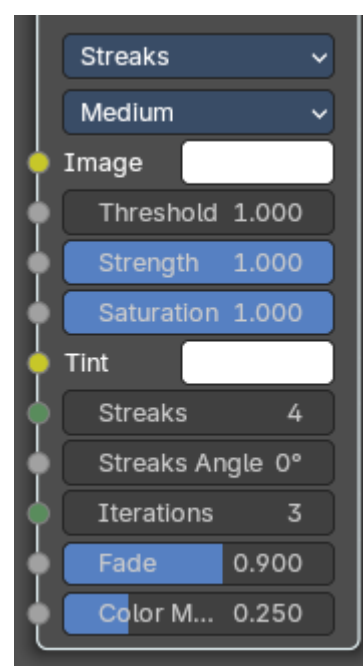 Streaks
Medium
Image
Threshold 1.000
Strength 1.000
Saturation 1.000
Tint
Streaks 4
Streaks Angle 0°
Iterations 3
Fade 0.900
Color M... 0.250